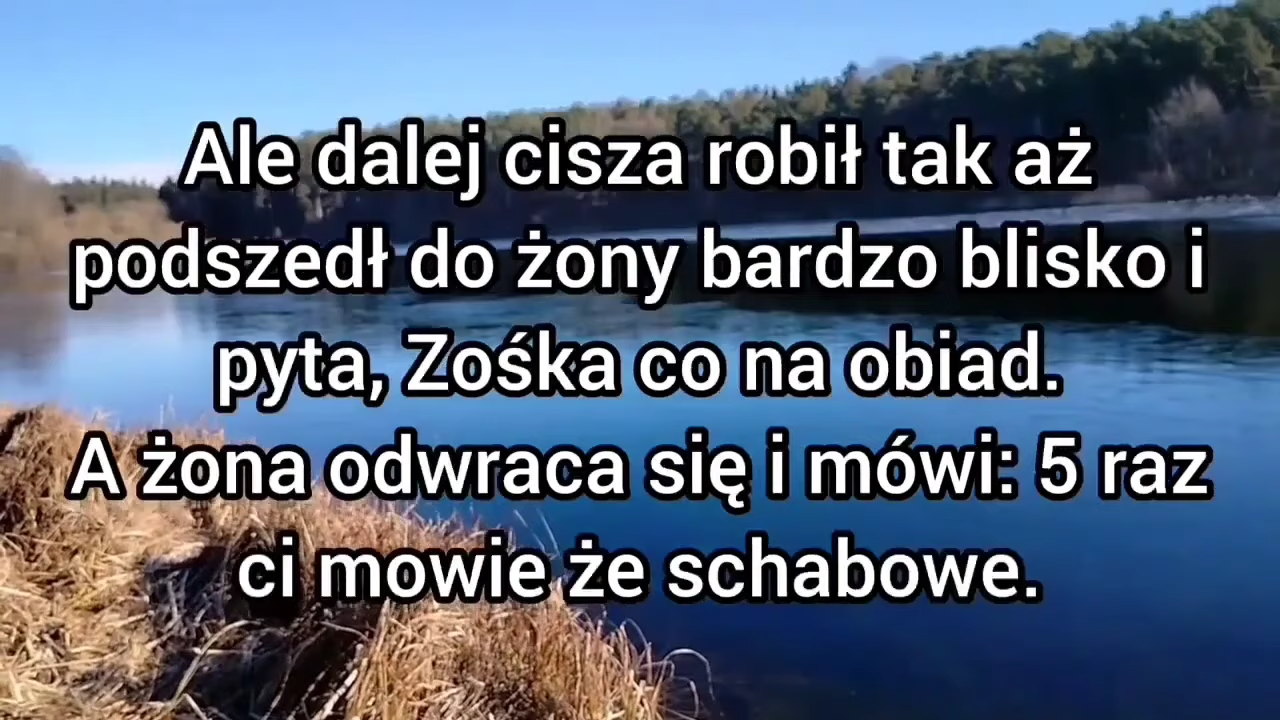 Ale dalej cisza robił tak aż
podszedł do żony bardzo blisko i
pyta, Zośka co na obiad.
A żona odwraca się i mówi: 5 raz
ci mowie że schabowe.